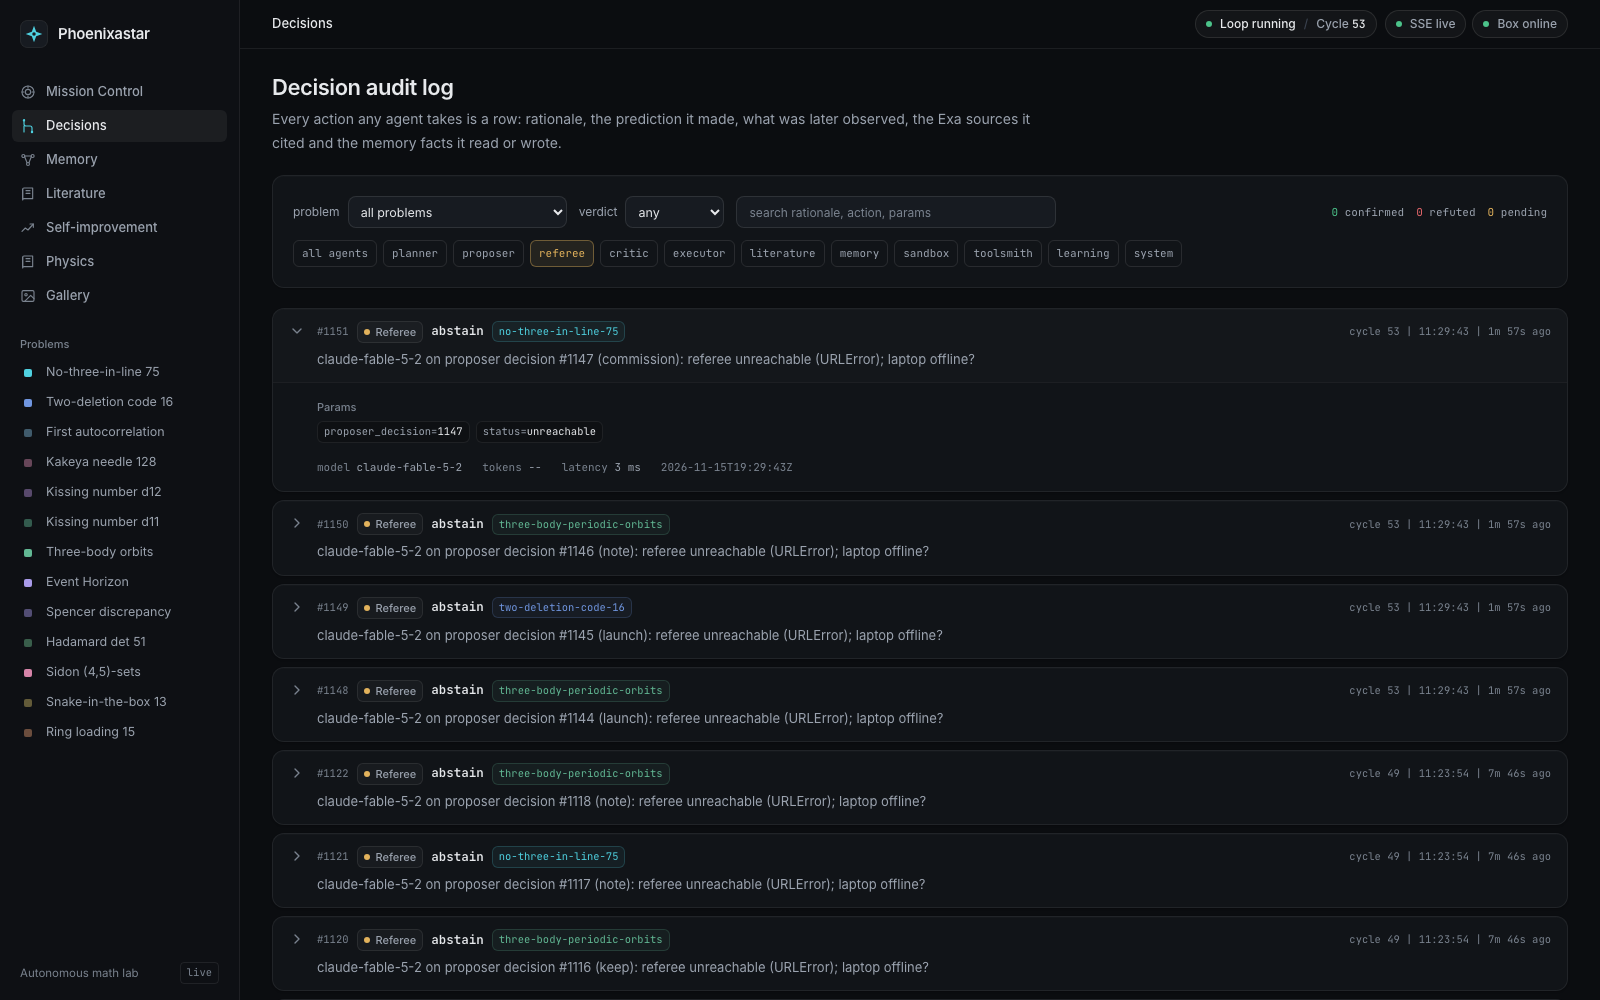 Phoenixastar
Mission Control
Decisions
Memory
Literature
Self-improvement
Physics
Gallery
Problems
No-three-in-line 75
Two-deletion code 16
First autocorrelation
Kakeya needle 128
Kissing number d12
Kissing number d11
Three-body orbits
Event Horizon
Spencer discrepancy
Hadamard det 51
Sidon (4,5)-sets
Snake-in-the-box 13
Ring loading 15
Autonomous math lab live
Decisions
Loop running / Cycle 53 SSE live Box online
Decision audit log
Every action any agent takes is a row: rationale, the prediction it made, what was later observed, the Exa sources it
cited and the memory facts it read or wrote.
problem all problems verdict any search rationale, action, params 0 confirmed 0 refuted 0 pending
all agents planner proposer referee critic executor literature memory sandbox toolsmith learning system
#1151 Referee abstain no-three-in-line-75 cycle 53 | 11:29:43 | 1m 57s ago
claude-fable-5-2 on proposer decision #1147 (commission): referee unreachable (URLError); laptop offline?
Params
proposer_decision=1147 status=unreachable
model claude-fable-5-2 tokens -- latency 3 ms 2026-11-15T19:29:43Z
#1150 Referee abstain three-body-periodic-orbits cycle 53 | 11:29:43 | 1m 57s ago
claude-fable-5-2 on proposer decision #1146 (note): referee unreachable (URLError); laptop offline?
#1149 Referee abstain two-deletion-code-16 cycle 53 | 11:29:43 | 1m 57s ago
claude-fable-5-2 on proposer decision #1145 (launch): referee unreachable (URLError); laptop offline?
#1148 Referee abstain three-body-periodic-orbits cycle 53 | 11:29:43 | 1m 57s ago
claude-fable-5-2 on proposer decision #1144 (launch): referee unreachable (URLError); laptop offline?
#1122 Referee abstain three-body-periodic-orbits cycle 49 | 11:23:54 | 7m 46s ago
claude-fable-5-2 on proposer decision #1118 (note): referee unreachable (URLError); laptop offline?
#1121 Referee abstain no-three-in-line-75 cycle 49 | 11:23:54 | 7m 46s ago
claude-fable-5-2 on proposer decision #1117 (note): referee unreachable (URLError); laptop offline?
#1120 Referee abstain three-body-periodic-orbits cycle 49 | 11:23:54 | 7m 46s ago
claude-fable-5-2 on proposer decision #1116 (keep): referee unreachable (URLError); laptop offline?